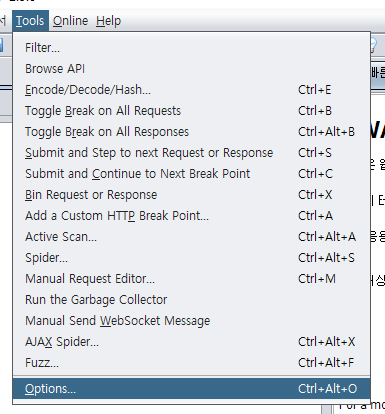 Tools Online Help
Filter...
Browse API
Encode/Decode/Hash... Ctrl+E
Toggle Break on All Requests Ctrl+B
Toggle Break on All Responses Ctrl+Alt+B
Submit and Step to next Request or Response Ctrl+S
Submit and Continue to Next Break Point Ctrl+C
Bin Request or Response Ctrl+X
Add a Custom HTTP Break Point... Ctrl+A
Active Scan... Ctrl+Alt+A
Spider... Ctrl+Alt+S
Manual Request Editor... Ctrl+M
Run the Garbage Collector
Manual Send WebSocket Message
AJAX Spider... Ctrl+Alt+X
Fuzz... Ctrl+Alt+F
Options... Ctrl+Alt+O
For a mo